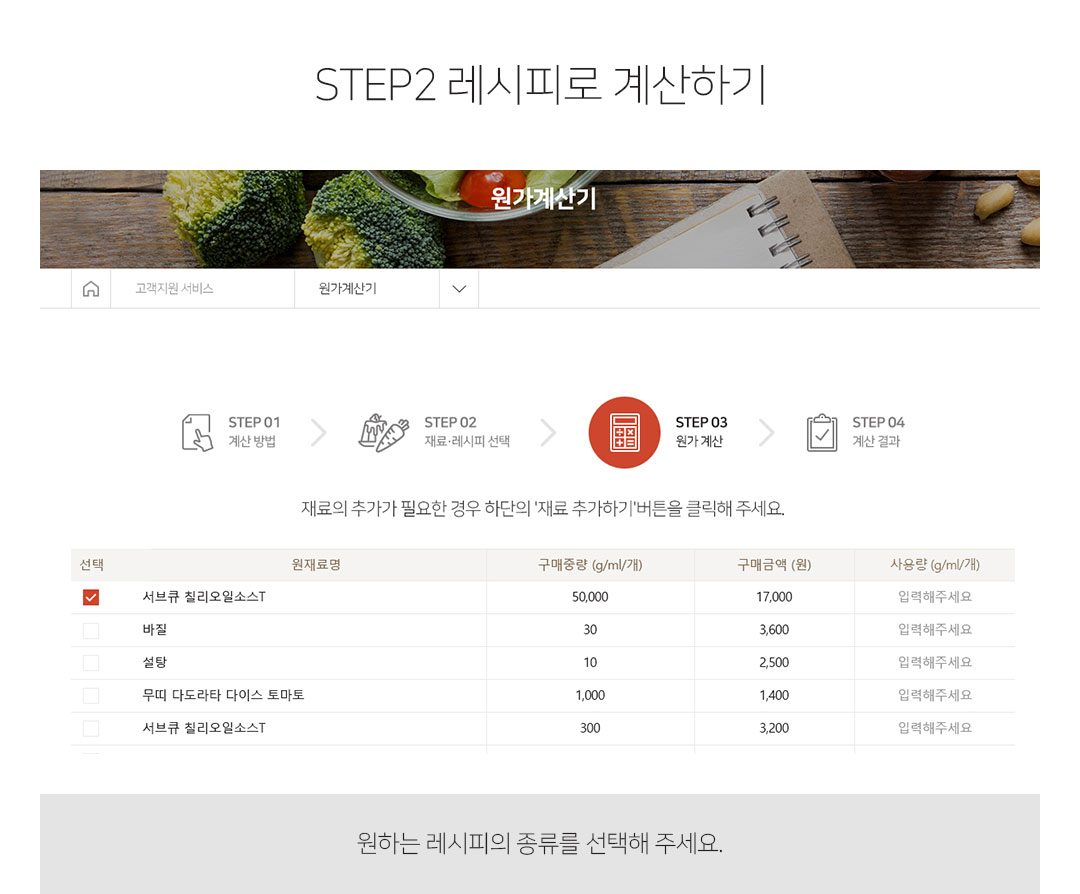 STEP2 레시피로 계산하기
원가계산기
고객지원 서비스 원가계산기
STEP 01 STEP 02 STEP 03 STEP 04
계산 방법 재료·레시피 선택 원가 계산 계산 결과
재료의 추가가 필요한 경우 하단의 '재료 추가하기'버튼을 클릭해 주세요.
선택 원재료명 구매중량 (g/ml/개) 구매금액 (원) 사용량 (g/ml/개)
서브큐 칠리오일소스T 50,000 17,000 입력해주세요
바질 30 3,600 입력해주세요
설탕 10 2,500 입력해주세요
무띠 다도라타 다이스 토마토 1,000 1,400 입력해주세요
서브큐 칠리오일소스T 300 3,200 입력해주세요
원하는 레시피의 종류를 선택해 주세요.